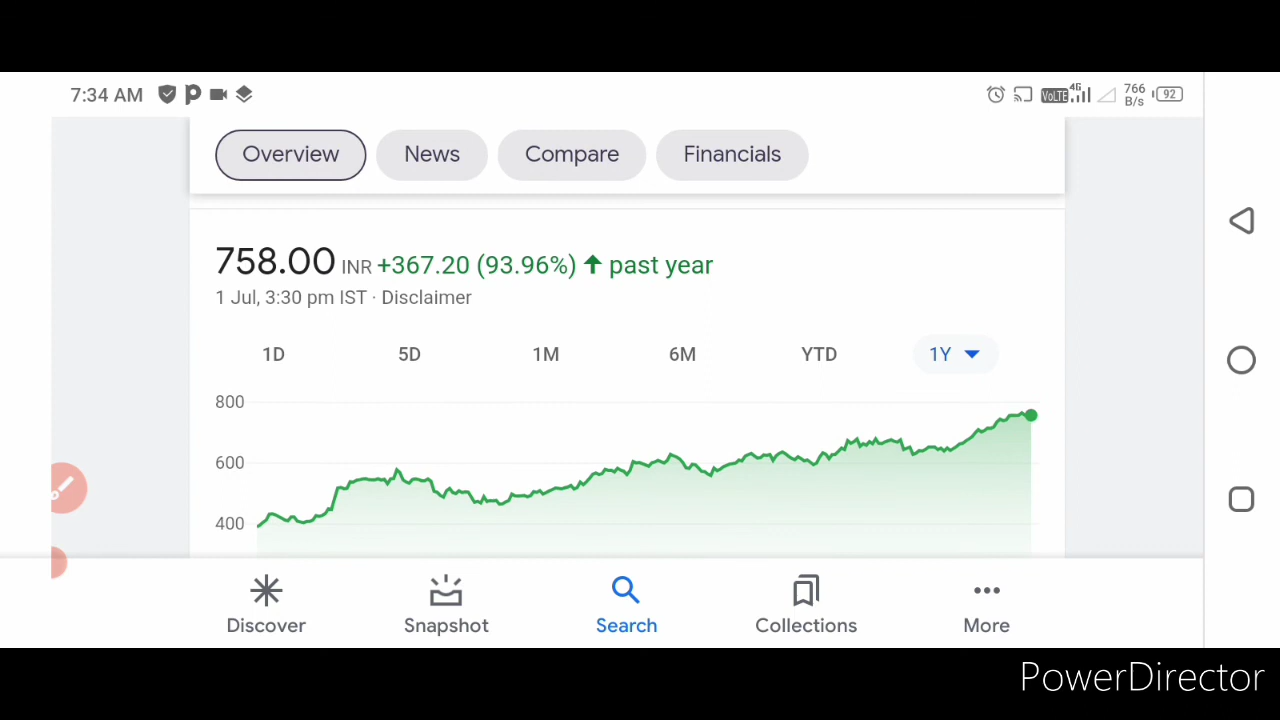 7:34 AM
VoLTE 4G 766 B/s 92
Overview News Compare Financials
758.00 INR +367.20 (93.96%) ↑ past year
1 Jul, 3:30 pm IST · Disclaimer
1D 5D 1M 6M YTD 1Y
800
600
400
Discover Snapshot Search Collections More
PowerDirector